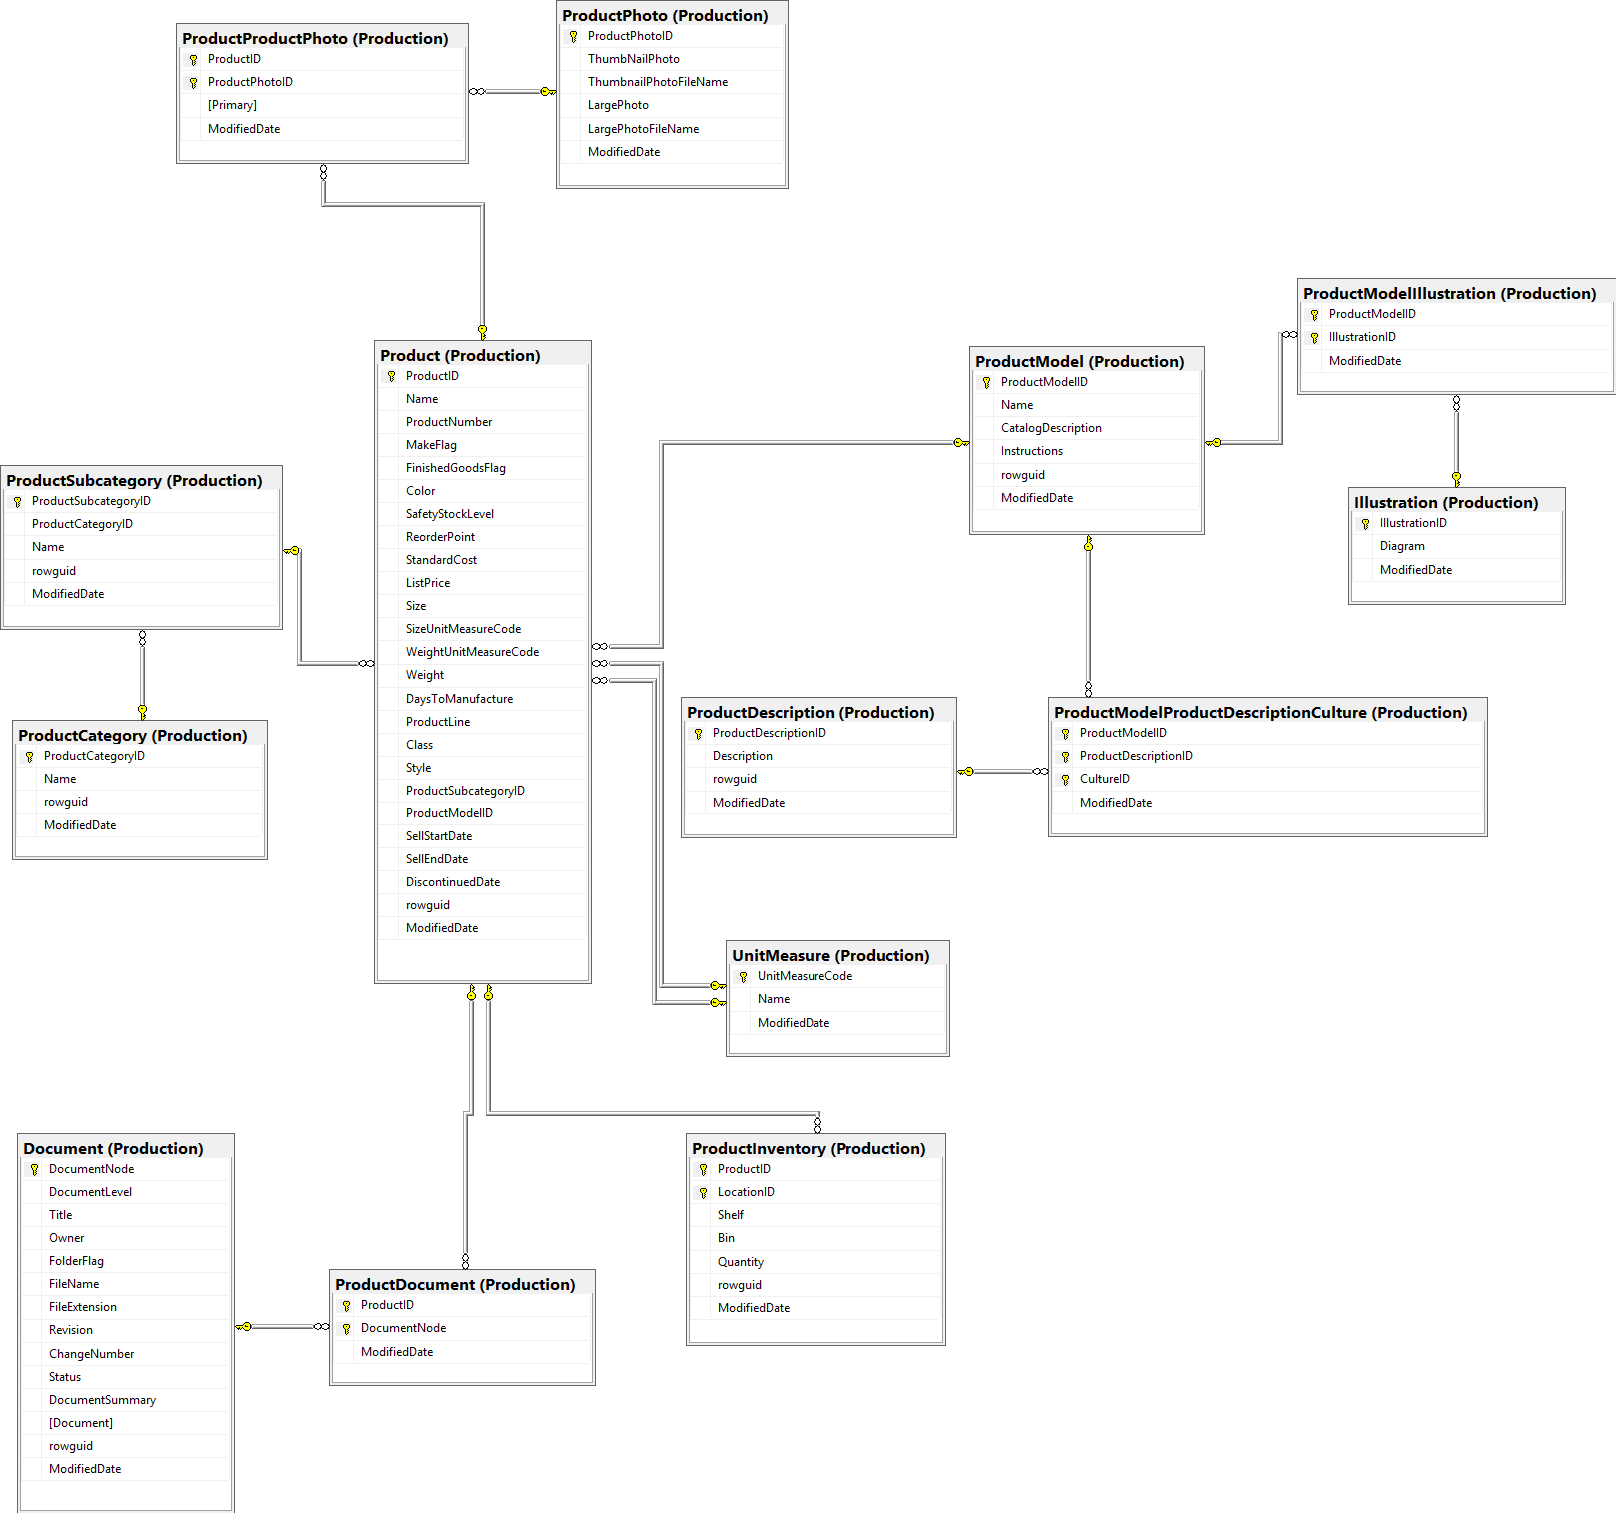 ProductProductPhoto (Production)
ProductID
ProductPhotoID
[Primary]
ModifiedDate
ProductPhoto (Production)
ProductPhotoID
ThumbNailPhoto
ThumbnailPhotoFileName
LargePhoto
LargePhotoFileName
ModifiedDate
ProductModelIllustration (Production)
ProductModelID
IllustrationID
ModifiedDate
Product (Production)
ProductID
Name
ProductNumber
MakeFlag
FinishedGoodsFlag
Color
SafetyStockLevel
ReorderPoint
StandardCost
ListPrice
Size
SizeUnitMeasureCode
WeightUnitMeasureCode
Weight
DaysToManufacture
ProductLine
Class
Style
ProductSubcategoryID
ProductModelID
SellStartDate
SellEndDate
DiscontinuedDate
rowguid
ModifiedDate
ProductModel (Production)
ProductModelID
Name
CatalogDescription
Instructions
rowguid
ModifiedDate
ProductSubcategory (Production)
ProductSubcategoryID
ProductCategoryID
Name
rowguid
ModifiedDate
Illustration (Production)
IllustrationID
Diagram
ModifiedDate
ProductCategory (Production)
ProductCategoryID
Name
rowguid
ModifiedDate
ProductDescription (Production)
ProductDescriptionID
Description
rowguid
ModifiedDate
ProductModelProductDescriptionCulture (Production)
ProductModelID
ProductDescriptionID
CultureID
ModifiedDate
UnitMeasure (Production)
UnitMeasureCode
Name
ModifiedDate
Document (Production)
DocumentNode
DocumentLevel
Title
Owner
FolderFlag
FileName
FileExtension
Revision
ChangeNumber
Status
DocumentSummary
[Document]
rowguid
ModifiedDate
ProductInventory (Production)
ProductID
LocationID
Shelf
Bin
Quantity
rowguid
ModifiedDate
ProductDocument (Production)
ProductID
DocumentNode
ModifiedDate